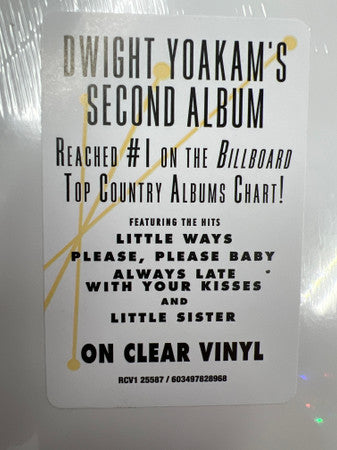 DWIGHT YOAKAM'S
SECOND ALBUM
REACHED #1 ON THE BILLBOARD
TOP COUNTRY ALBUMS CHART!
FEATURING THE HITS
LITTLE WAYS
PLEASE, PLEASE BABY
ALWAYS LATE
WITH YOUR KISSES
AND
LITTLE SISTER
ON CLEAR VINYL
RCV1 25587 / 603497828968